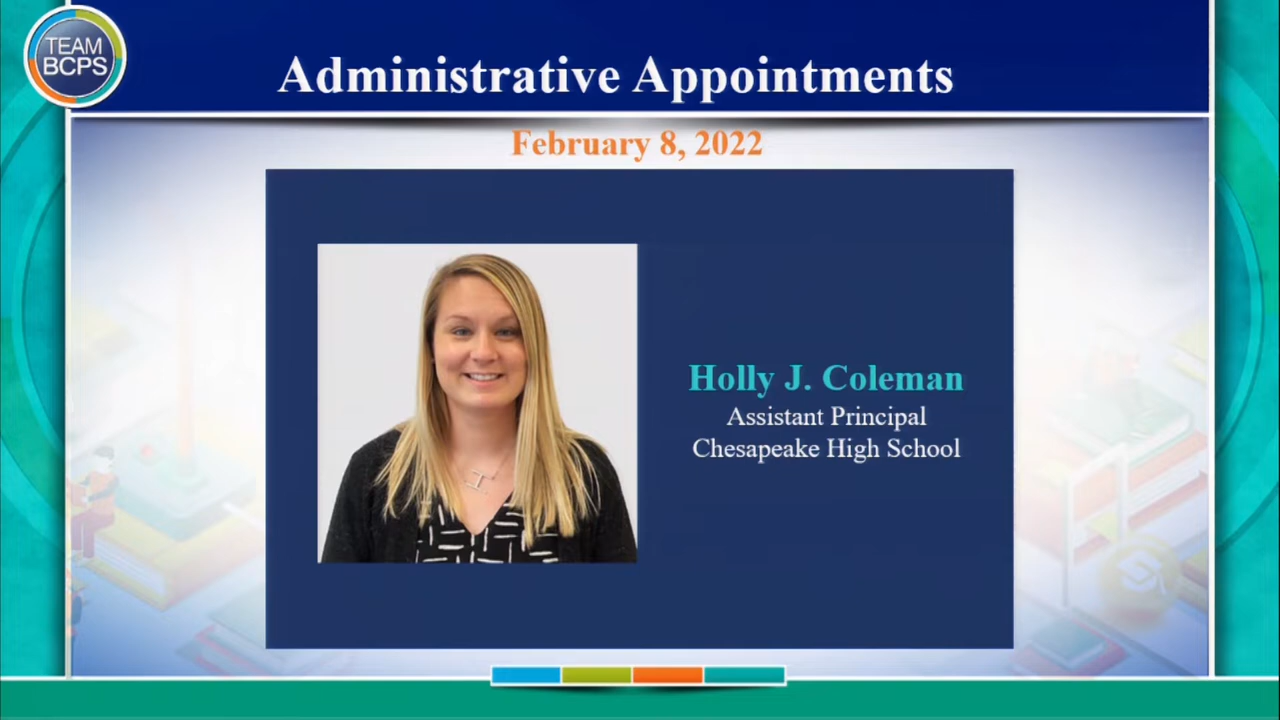 TEAM
BCPS
Administrative Appointments
February 8, 2022
Holly J. Coleman
Assistant Principal
Chesapeake High School